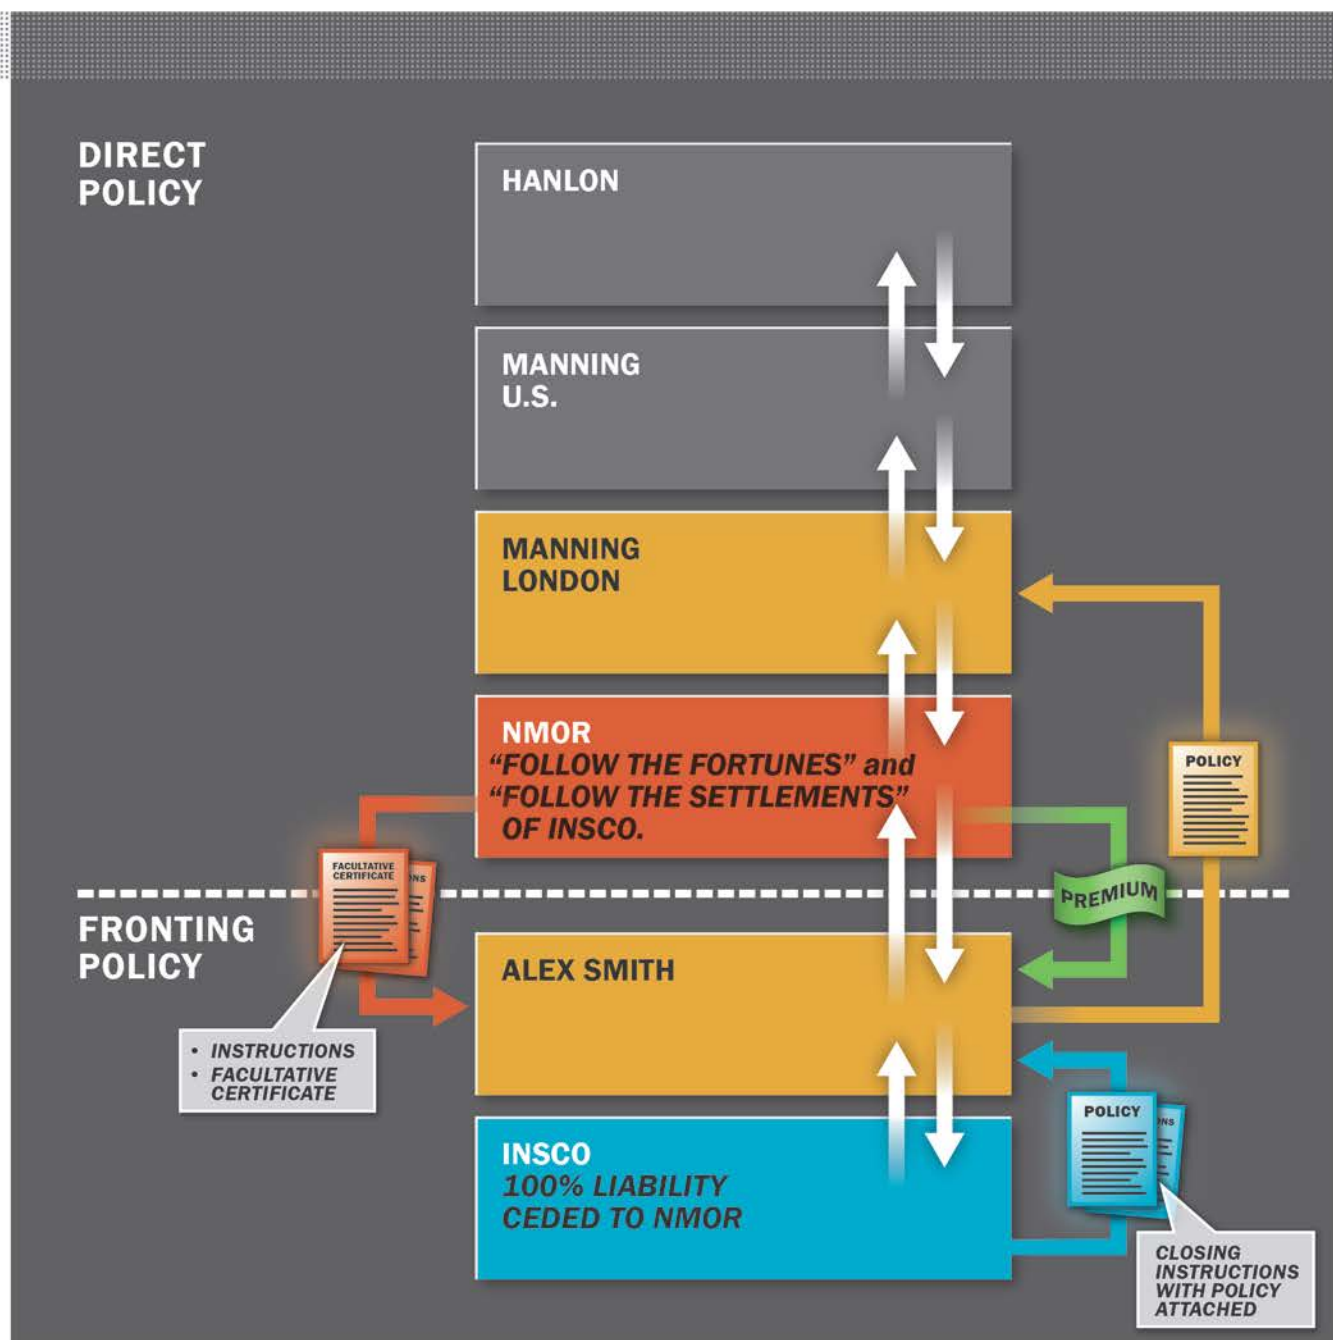 DIRECT
POLICY
HANLON
MANNING
U.S.
MANNING
LONDON
NMOR
“FOLLOW THE FORTUNES” and
“FOLLOW THE SETTLEMENTS”
OF INSCO.
POLICY
FACULTATIVE
CERTIFICATE
NS
PREMIUM
FRONTING
POLICY
ALEX SMITH
• INSTRUCTIONS
• FACULTATIVE
CERTIFICATE
INSCO
100% LIABILITY
CEDED TO NMOR
POLICY
NS
CLOSING
INSTRUCTIONS
WITH POLICY
ATTACHED